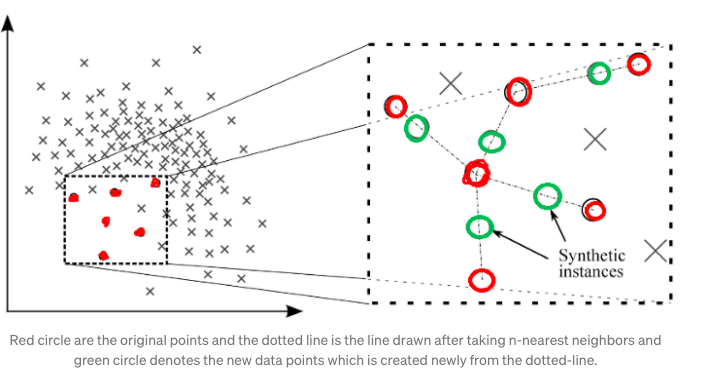 Synthetic
instances
Red circle are the original points and the dotted line is the line drawn after taking n-nearest neighbors and
green circle denotes the new data points which is created newly from the dotted-line.